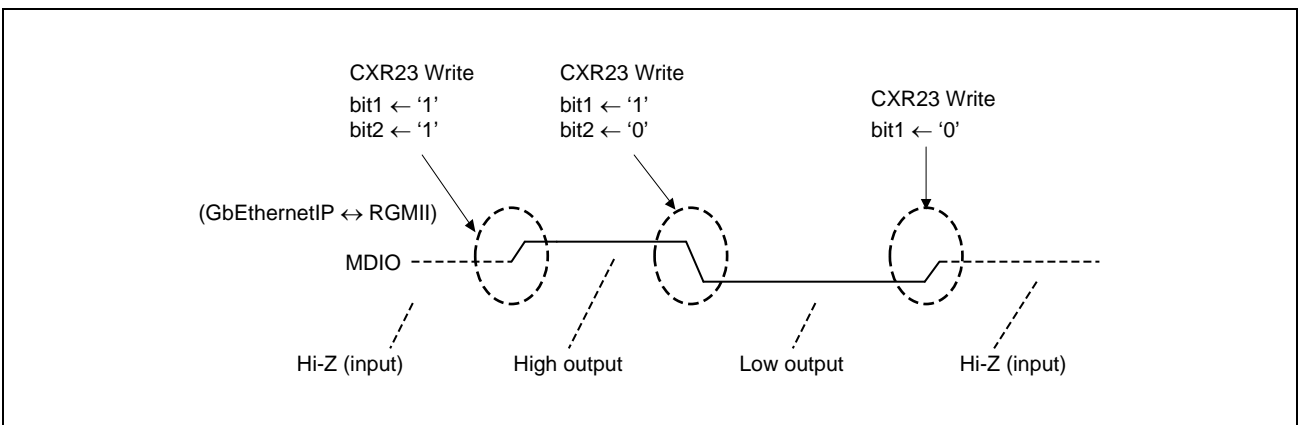 CXR23 Write
bit1 ← ‘1’
bit2 ← ‘1’
CXR23 Write
bit1 ← ‘1’
bit2 ← ‘0’
CXR23 Write
bit1 ← ‘0’
(GbEthernetIP ↔ RGMII)
MDIO
Hi-Z (input)
High output
Low output
Hi-Z (input)